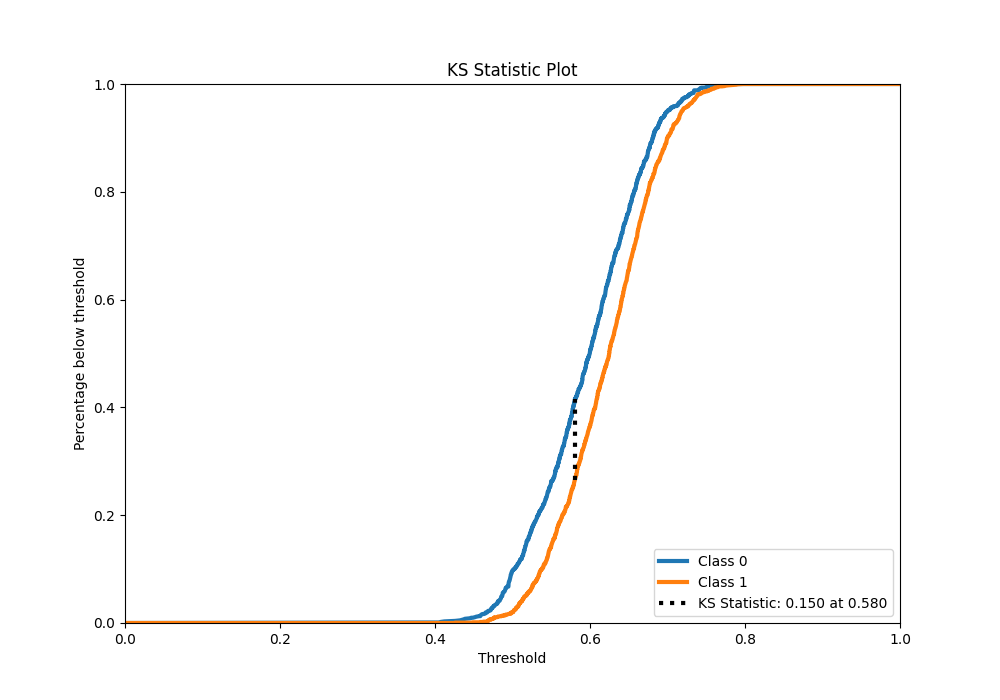 KS Statistic Plot
1.0
0.8
0.6
0.4
0.2
0.0
Percentage below threshold
0.0 0.2 0.4 0.6 0.8 1.0
Threshold
Class 0
Class 1
KS Statistic: 0.150 at 0.580